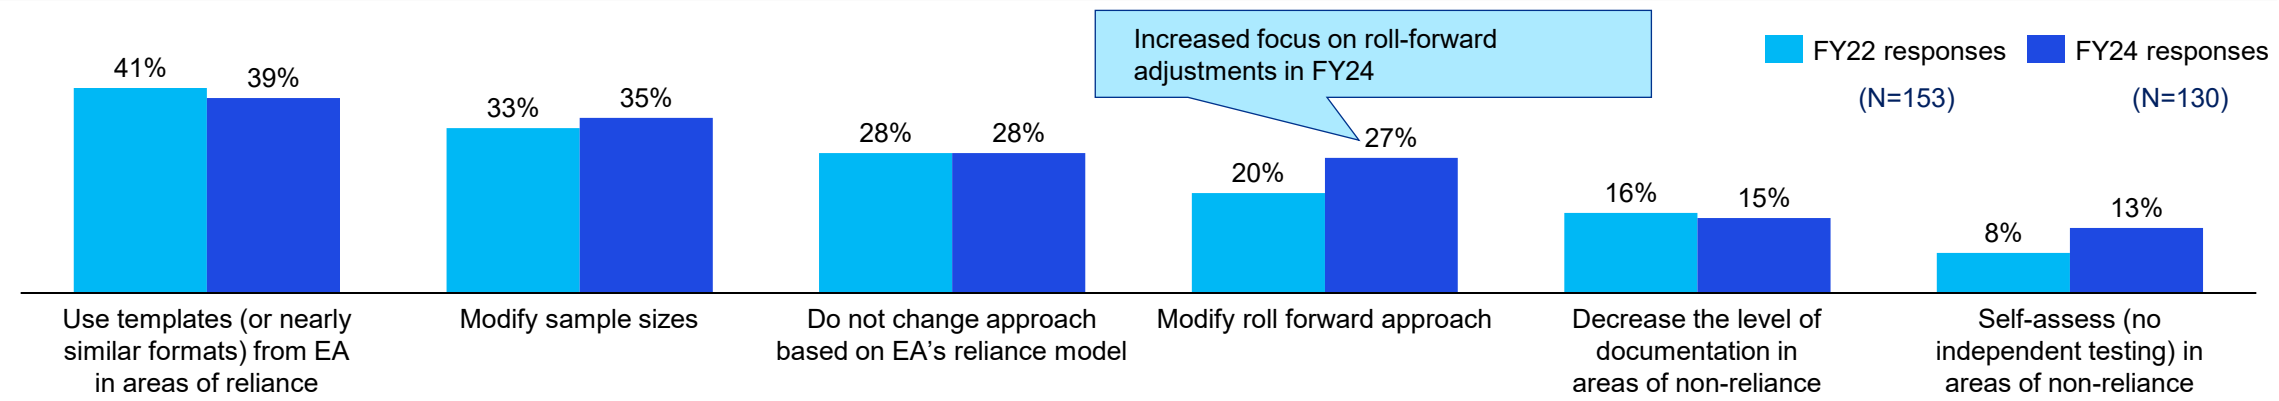 Increased focus on roll-forward
adjustments in FY24
FY22 responses
FY24 responses
(N=153)
(N=130)
41%
39%
33%
35%
28%
28%
20%
27%
16%
15%
8%
13%
Use templates (or nearly
similar formats) from EA
in areas of reliance
Modify sample sizes
Do not change approach
based on EA’s reliance model
Modify roll forward approach
Decrease the level of
documentation in
areas of non-reliance
Self-assess (no
independent testing) in
areas of non-reliance